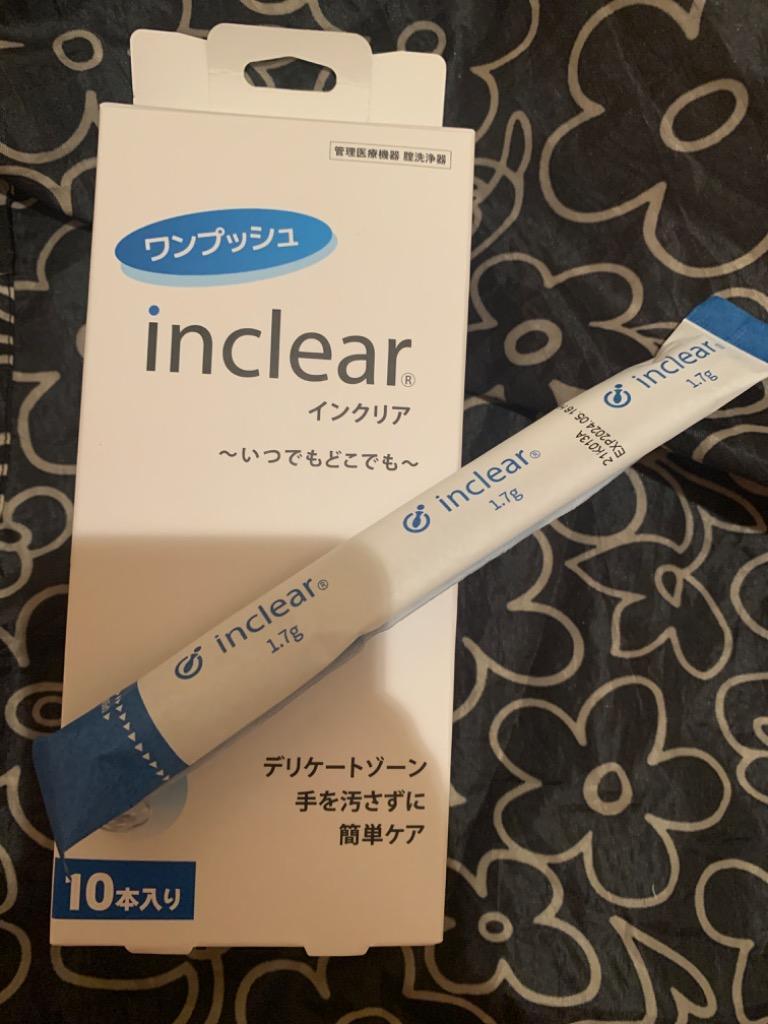 管理医療機器 膣洗浄器
ワンプッシュ
inclear®
インクリア
～いつでもどこでも～
inclear®
1.7g
21K013A
EXP2024.05
inclear®
1.7g
inclear®
1.7g
デリケートゾーン
手を汚さずに
簡単ケア
10本入り